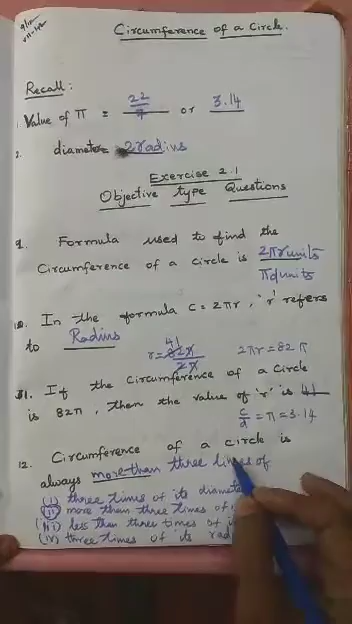 Circumference of a Circle.
Recall:
1. Value of π = 22/7 or 3.14
2. diameter = 2radius
Exercise 2.1
Objective type Questions
9. Formula used to find the
Circumference of a circle is 2πr units
πd units
10. In the formula C = 2πr, 'r' refers
to Radius
r = 82π/2π 41 2πr = 82π
11. If the circumference of a circle
is 82π, then the value of 'r' is 41
c/d = π = 3.14
12. Circumference of a circle is
always more than three times of
(i) three times of its diamete
(ii) more than three times of
(iii) less than three times of
(iv) three times of its rad